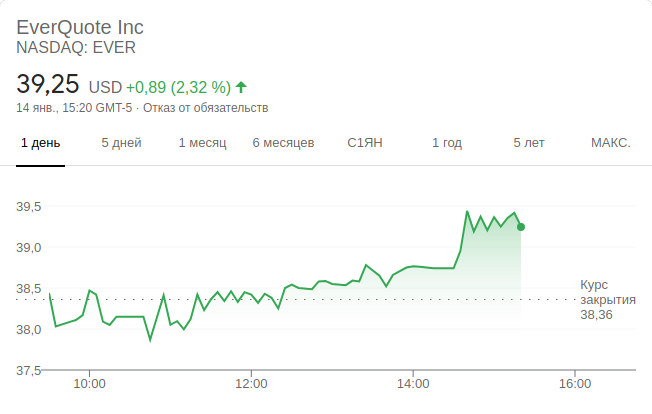 EverQuote Inc
NASDAQ: EVER
39,25 USD +0,89 (2,32 %)
14 янв., 15:20 GMT-5 · Отказ от обязательств
1 день 5 дней 1 месяц 6 месяцев С1ЯН 1 год 5 лет МАКС.
39,5
39,0
38,5
38,0
37,5
Курс
закрытия
38,36
10:00 12:00 14:00 16:00